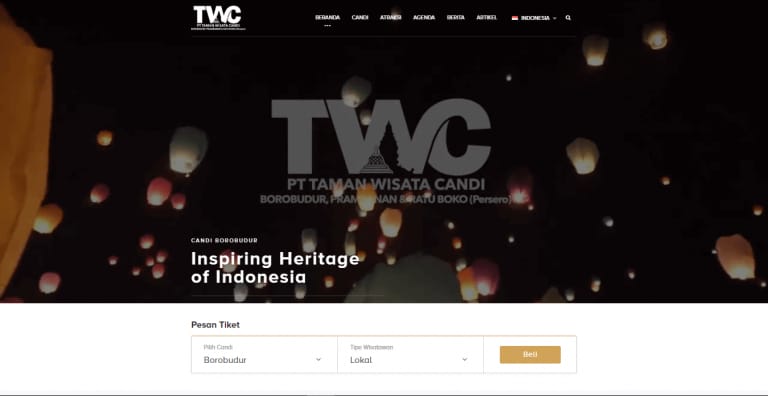 TWC
PT TAMAN WISATA CANDI
BERANDA CANDI ATRAKSI AGENDA BERITA ARTIKEL INDONESIA
TWC
PT TAMAN WISATA CANDI
BOROBUDUR, PRAMBANAN & RATU BOKO (Persero)
CANDI BOROBUDUR
Inspiring Heritage
of Indonesia
Pesan Tiket
Pilih Candi Tipe Wisatawan
Borobudur Lokal Beli